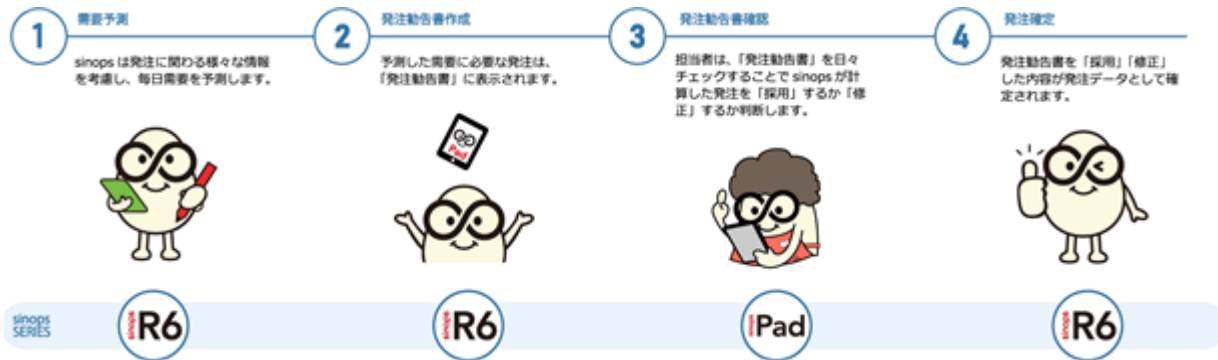 1
需要予測
sinops は発注に関わる様々な情報
を考慮し、毎日需要を予測します。
2
発注勧告書作成
予測した需要に必要な発注は、
「発注勧告書」に表示されます。
Pad
3
発注勧告書確認
担当者は、「発注勧告書」を日々
チェックすることで sinops が計
算した発注を「採用」するか「修
正」するか判断します。
4
発注確定
発注勧告書を「採用」「修正」
した内容が発注データとして確
定されます。
sinops
SERIES
sinops R6
sinops R6
sinops Pad
sinops R6